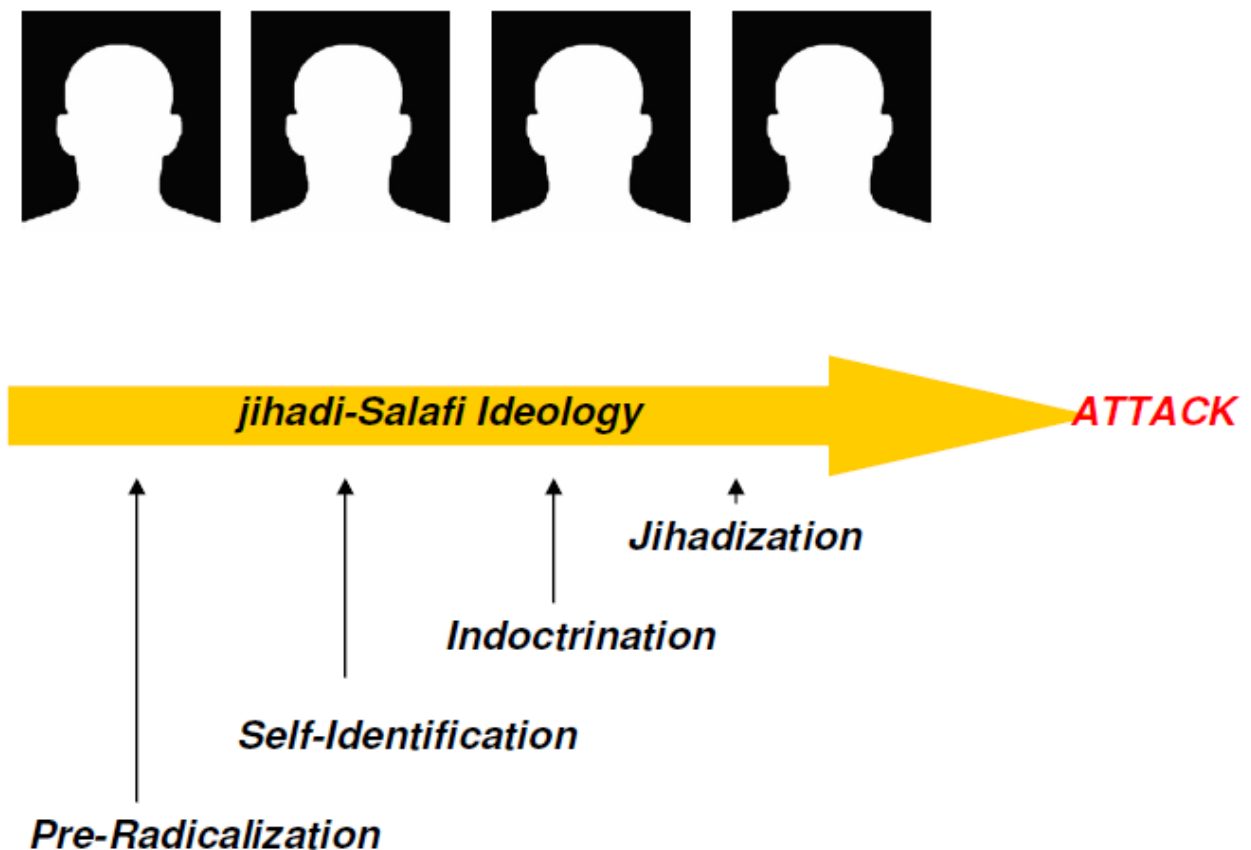 jihadi-Salafi Ideology
ATTACK
Jihadization
Indoctrination
Self-Identification
Pre-Radicalization